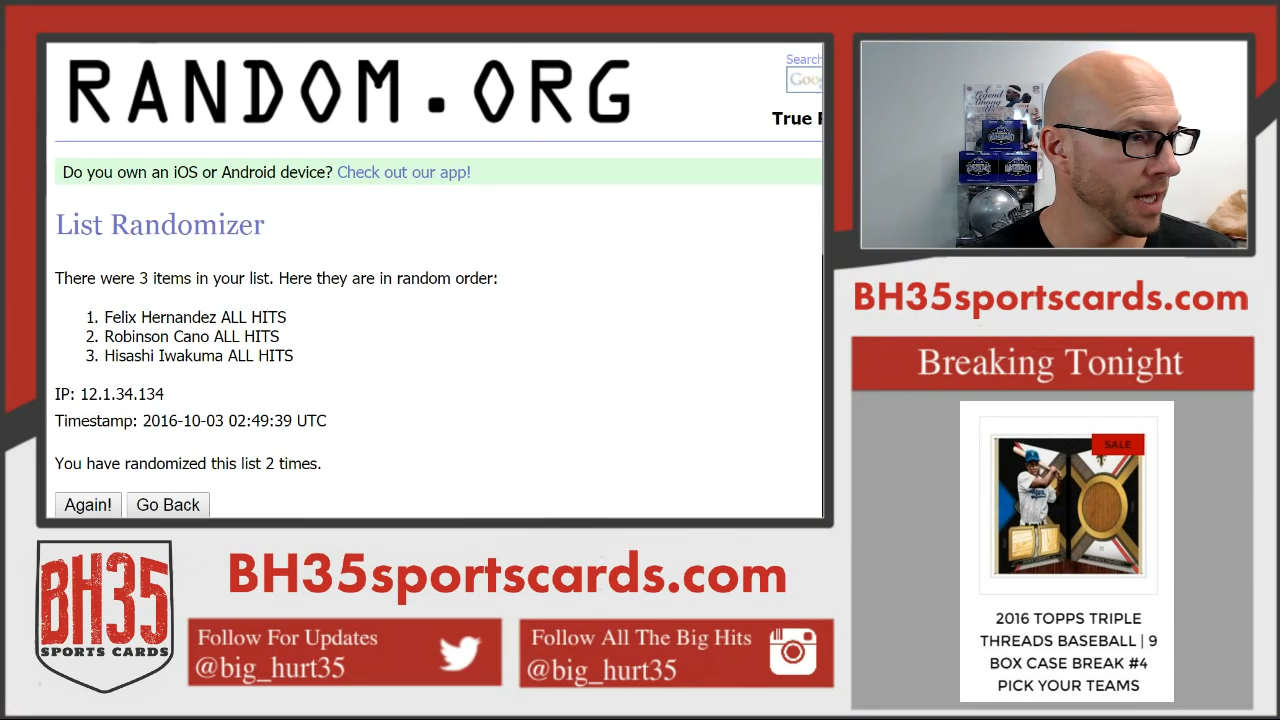 RANDOM.ORG
Search
Goo
True
Do you own an iOS or Android device? Check out our app!
List Randomizer
There were 3 items in your list. Here they are in random order:
1. Felix Hernandez ALL HITS
2. Robinson Cano ALL HITS
3. Hisashi Iwakuma ALL HITS
IP: 12.1.34.134
Timestamp: 2016-10-03 02:49:39 UTC
You have randomized this list 2 times.
Again! Go Back
BH35sportscards.com
Breaking Tonight
SALE
2016 TOPPS TRIPLE
THREADS BASEBALL | 9
BOX CASE BREAK #4
PICK YOUR TEAMS
BH35
SPORTS CARDS
BH35sportscards.com
Follow For Updates
@big_hurt35
Follow All The Big Hits
@big_hurt35